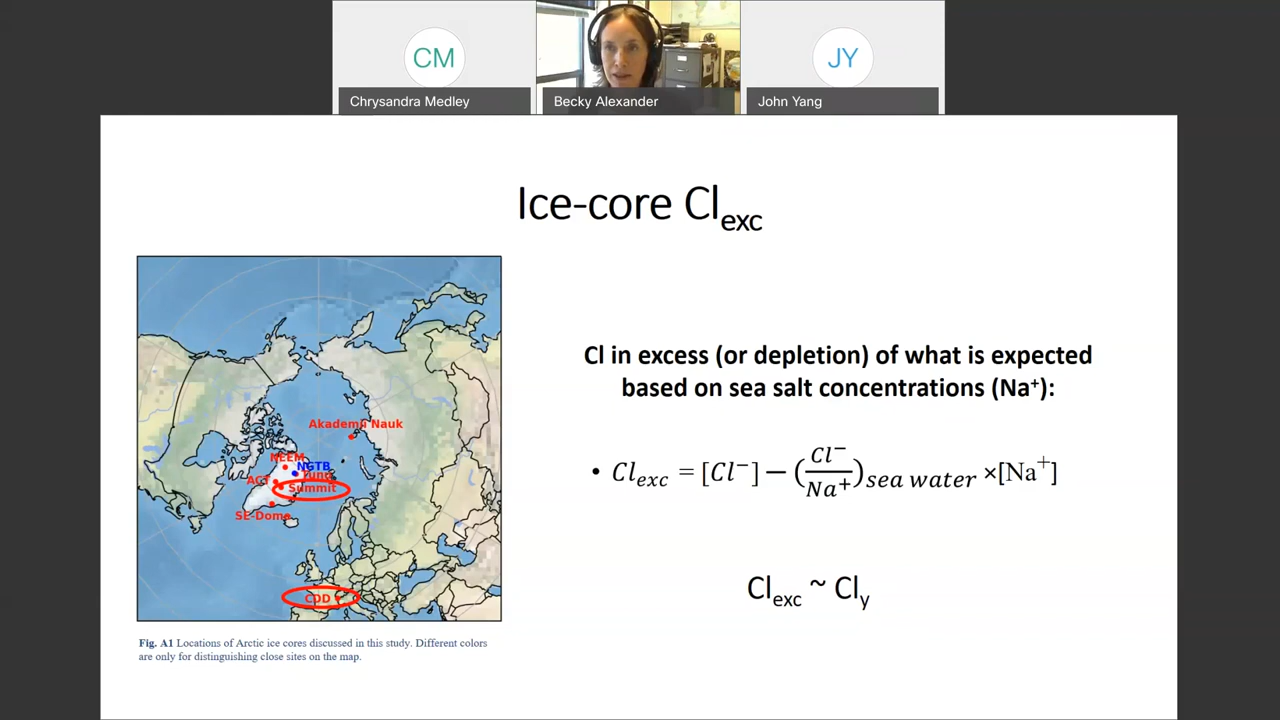 CM
JY
Chrysandra Medley
Becky Alexander
John Yang
Ice-core Cl_exc
Akademii Nauk
NEEM
NGTB
Tunu
ACT
Summit
SE-Dome
CDD
Fig. A1 Locations of Arctic ice cores discussed in this study. Different colors
are only for distinguishing close sites on the map.
Cl in excess (or depletion) of what is expected
based on sea salt concentrations (Na⁺):
• Cl_exc = [Cl⁻] − (Cl⁻/Na⁺)_sea water ×[Na⁺]
Cl_exc ~ Cl_y